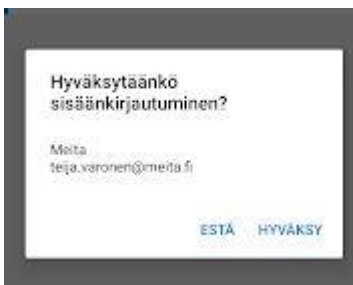 Hyväksytäänkö
sisäänkirjautuminen?
Meita
teija.varonen@meita.fi
ESTÄ HYVÄKSY